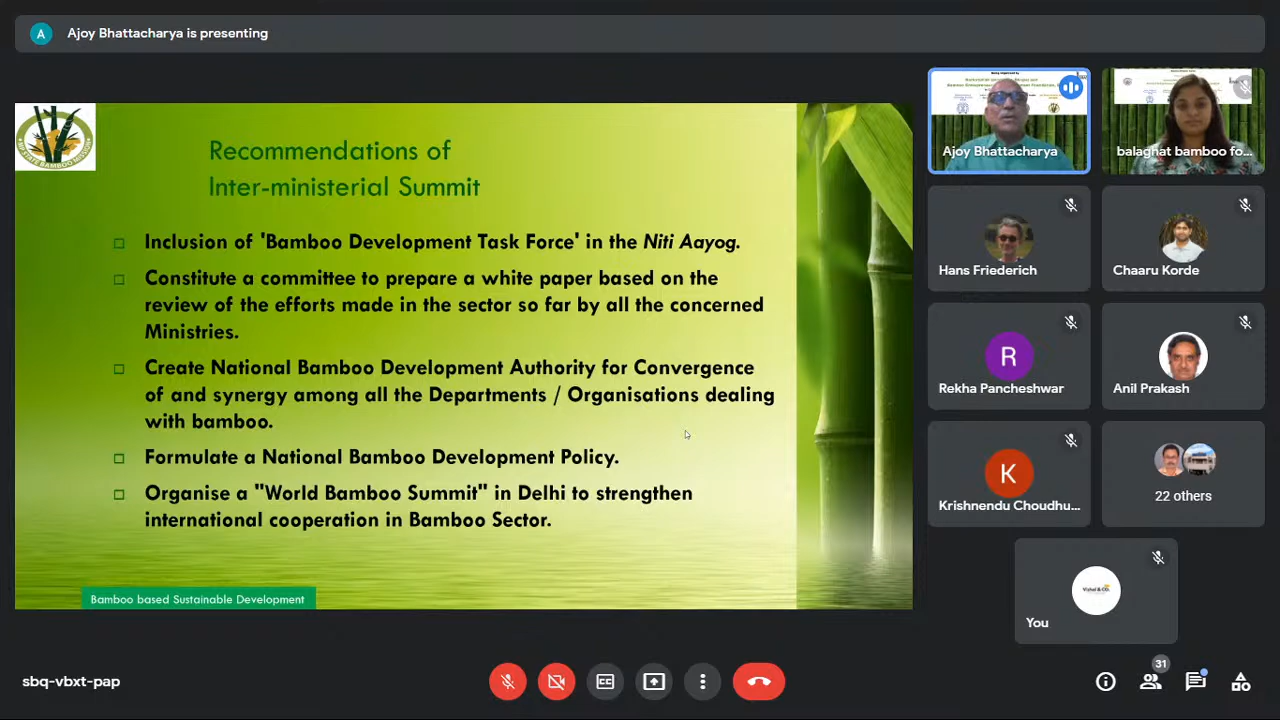 A
Ajoy Bhattacharya is presenting
MP STATE BAMBOO MISSION
Recommendations of
Inter-ministerial Summit
Inclusion of 'Bamboo Development Task Force' in the Niti Aayog.
Constitute a committee to prepare a white paper based on the
review of the efforts made in the sector so far by all the concerned
Ministries.
Create National Bamboo Development Authority for Convergence
of and synergy among all the Departments / Organisations dealing
with bamboo.
Formulate a National Bamboo Development Policy.
Organise a "World Bamboo Summit" in Delhi to strengthen
international cooperation in Bamboo Sector.
Bamboo based Sustainable Development
Ajoy Bhattacharya
balaghat bamboo fo...
Hans Friederich
Chaaru Korde
R
Rekha Pancheshwar
Anil Prakash
K
Krishnendu Choudhu...
22 others
You
sbq-vbxt-pap
CC
31